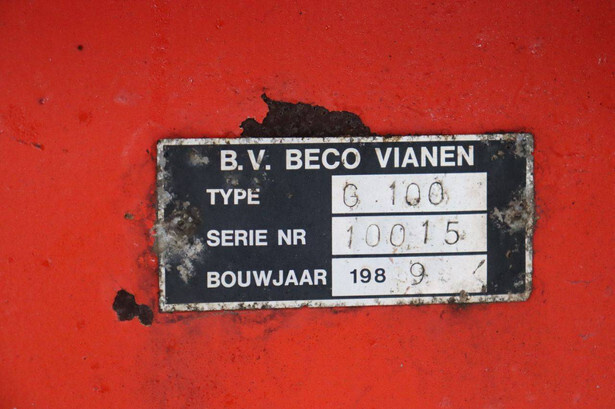 B.V. BECO VIANEN
TYPE G 100
SERIE NR 10015
BOUWJAAR 198 9